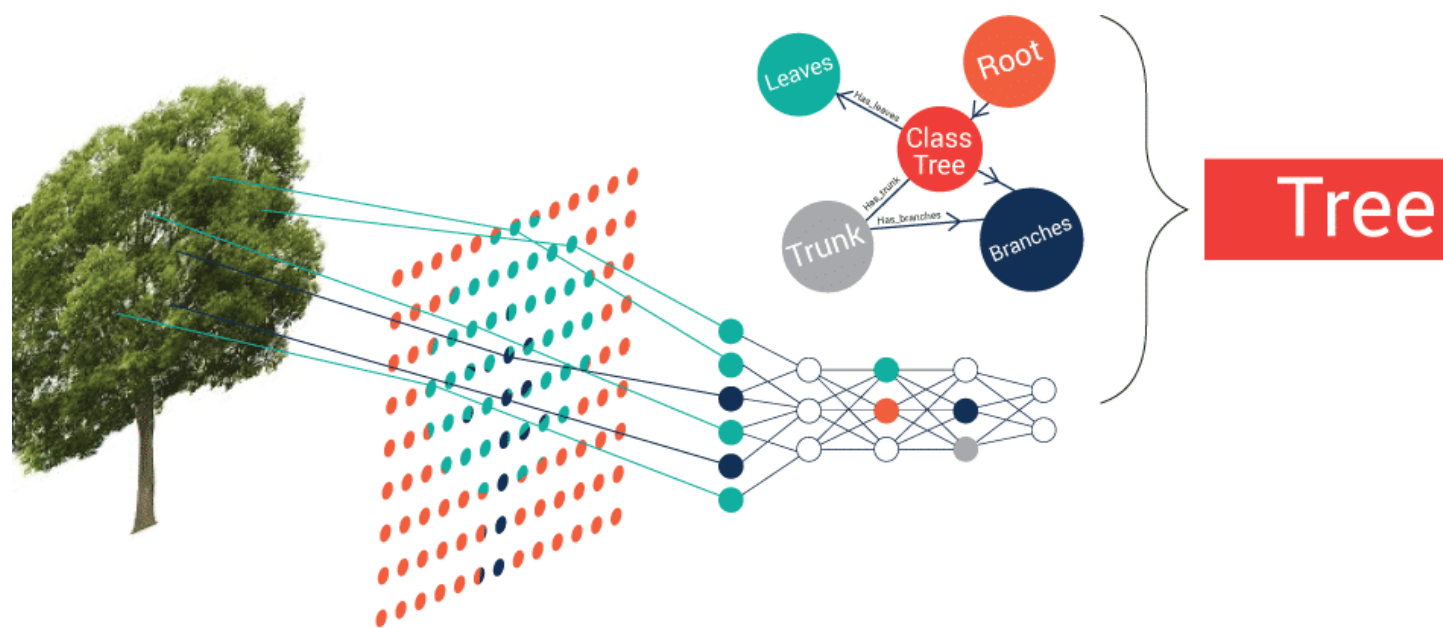 Leaves
Root
Has_leaves
Class
Tree
Has_trunk
Has_branches
Trunk
Branches
Tree